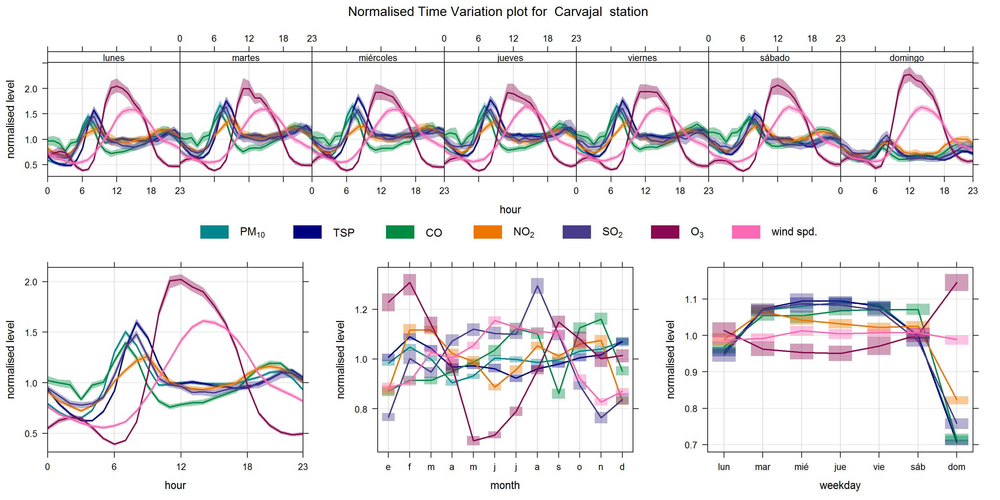 Normalised Time Variation plot for Carvajal station
0 6 12 18 23 0 6 12 18 23 0 6 12 18 23
lunes martes miércoles jueves viernes sábado domingo
normalised level
2.0
1.5
1.0
0.5
0 6 12 18 23 0 6 12 18 23 0 6 12 18 23 0 6 12 18 23
hour
PM10 TSP CO NO2 SO2 O3 wind spd.
normalised level
2.0
1.5
1.0
0.5
0 6 12 18 23
hour
normalised level
1.2
1.0
0.8
e f m a m j j a s o n d
month
normalised level
1.1
1.0
0.9
0.8
0.7
lun mar mié jue vie sáb dom
weekday